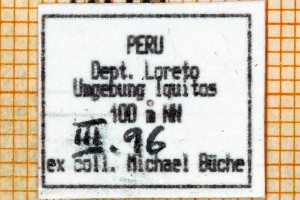 PERU
Dept. Loreto
Umgebung Iquitos
100 m NN
III. 96
ex coll. Michael Büche